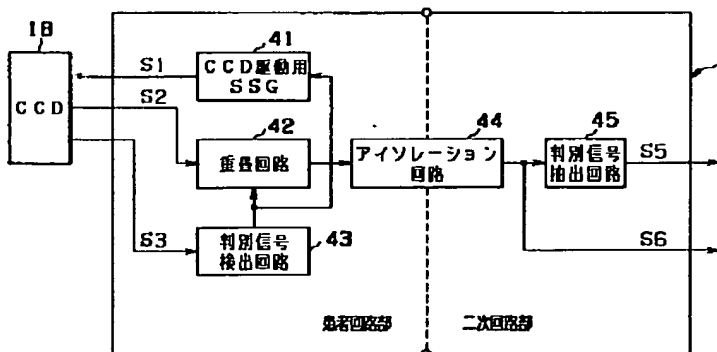 18
CCD
S1
S2
S3
41
CCD駆動用
SSG
42
重畳回路
判別信号
検出回路
43
44
アイソレーション
回路
45
判別信号
抽出回路
S5
S6
患者回路部
二次回路部